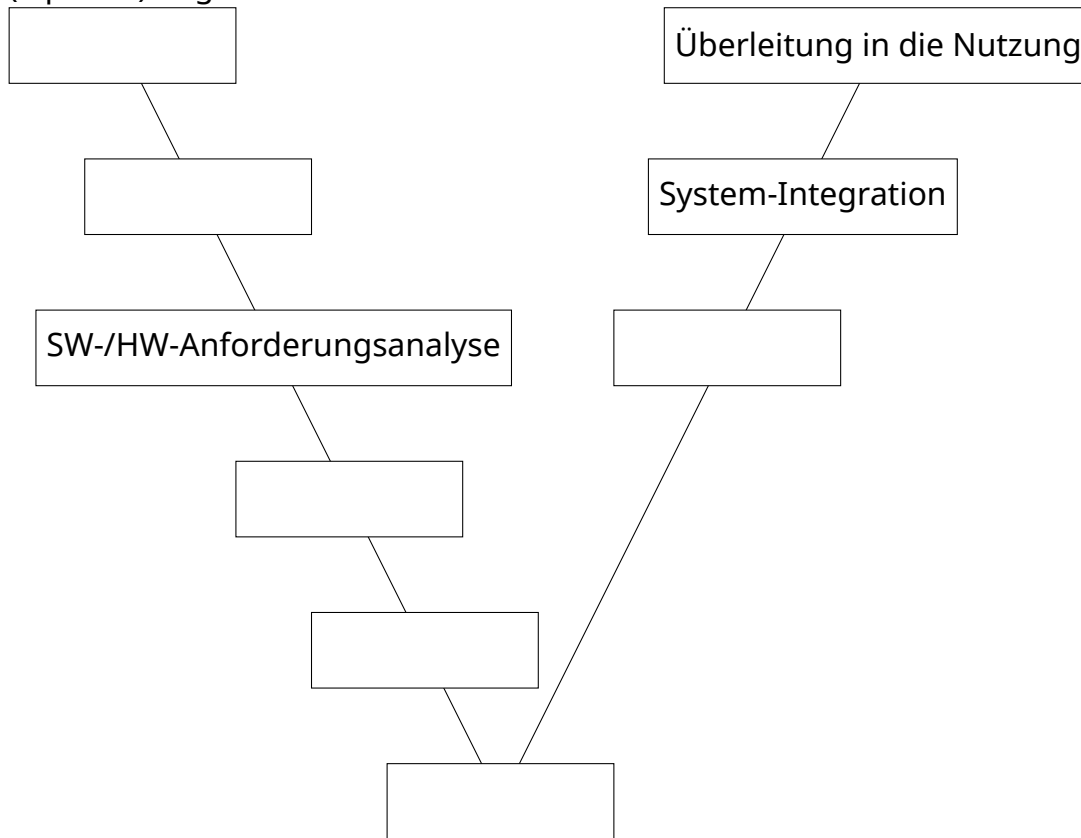 Überleitung in die Nutzung
System-Integration
SW-/HW-Anforderungsanalyse